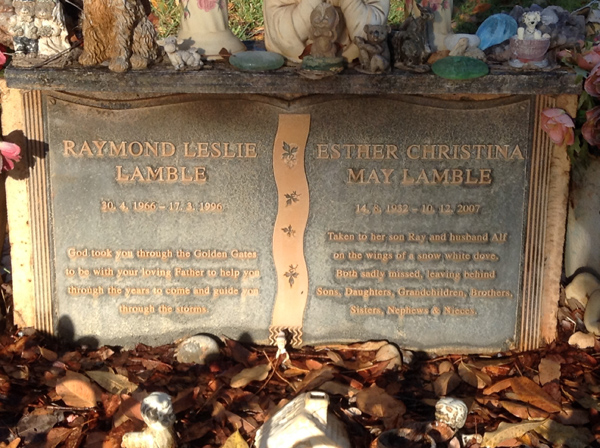 RAYMOND LESLIE
LAMBLE
30. 4. 1966 – 17. 3. 1996
God took you through the Golden Gates
to be with your loving Father to help you
through the years to come and guide you
through the storms.
ESTHER CHRISTINA
MAY LAMBLE
14. 6. 1932 – 10. 12. 2007
Taken to her son Ray and husband Alf
on the wings of a snow white dove.
Both sadly missed, leaving behind
Sons, Daughters, Grandchildren, Brothers,
Sisters, Nephews & Nieces.